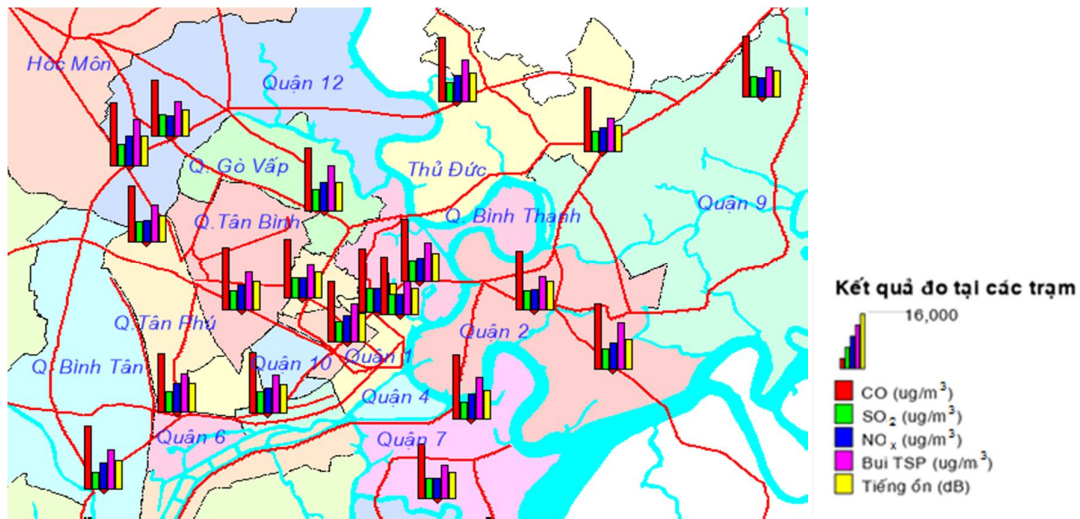 Hóc Môn
Quận 12
Q. Gò Vấp
Thủ Đức
Q.Tân Bình
Q. Bình Thạnh
Quận 9
Q.Tân Phú
Quận 2
Q. Bình Tân
Quận 10
Quận 1
Quận 4
Quận 6
Quận 7
Kết quả đo tại các trạm
16,000
CO (ug/m³)
SO₂ (ug/m³)
NOₓ (ug/m³)
Bui TSP (ug/m³)
Tiếng ồn (dB)